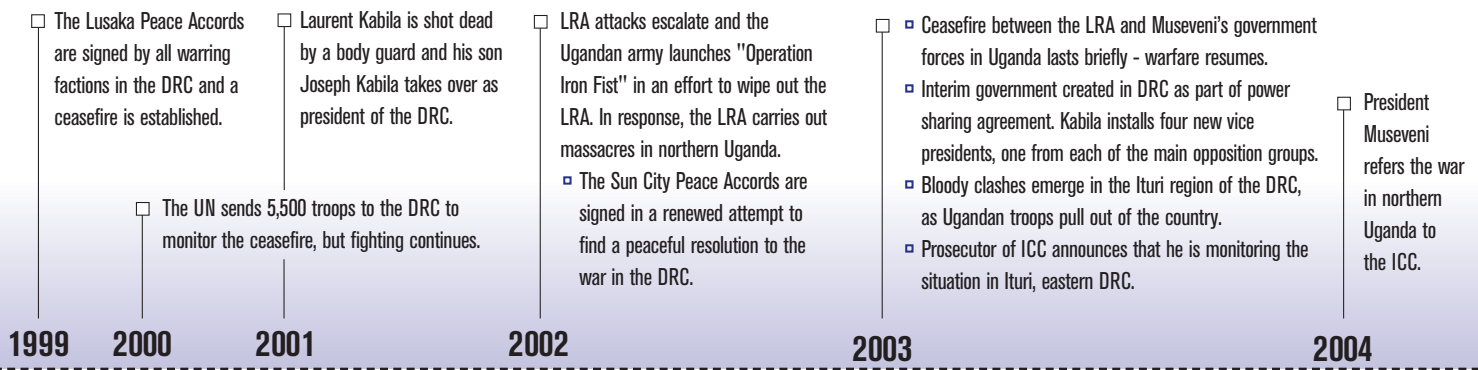 The Lusaka Peace Accords
are signed by all warring
factions in the DRC and a
ceasefire is established.
The UN sends 5,500 troops to the DRC to
monitor the ceasefire, but fighting continues.
Laurent Kabila is shot dead
by a body guard and his son
Joseph Kabila takes over as
president of the DRC.
LRA attacks escalate and the
Ugandan army launches "Operation
Iron Fist" in an effort to wipe out the
LRA. In response, the LRA carries out
massacres in northern Uganda.
The Sun City Peace Accords are
signed in a renewed attempt to
find a peaceful resolution to the
war in the DRC.
Ceasefire between the LRA and Museveni’s government
forces in Uganda lasts briefly - warfare resumes.
Interim government created in DRC as part of power
sharing agreement. Kabila installs four new vice
presidents, one from each of the main opposition groups.
Bloody clashes emerge in the Ituri region of the DRC,
as Ugandan troops pull out of the country.
Prosecutor of ICC announces that he is monitoring the
situation in Ituri, eastern DRC.
President
Museveni
refers the war
in northern
Uganda to
the ICC.
1999
2000
2001
2002
2003
2004